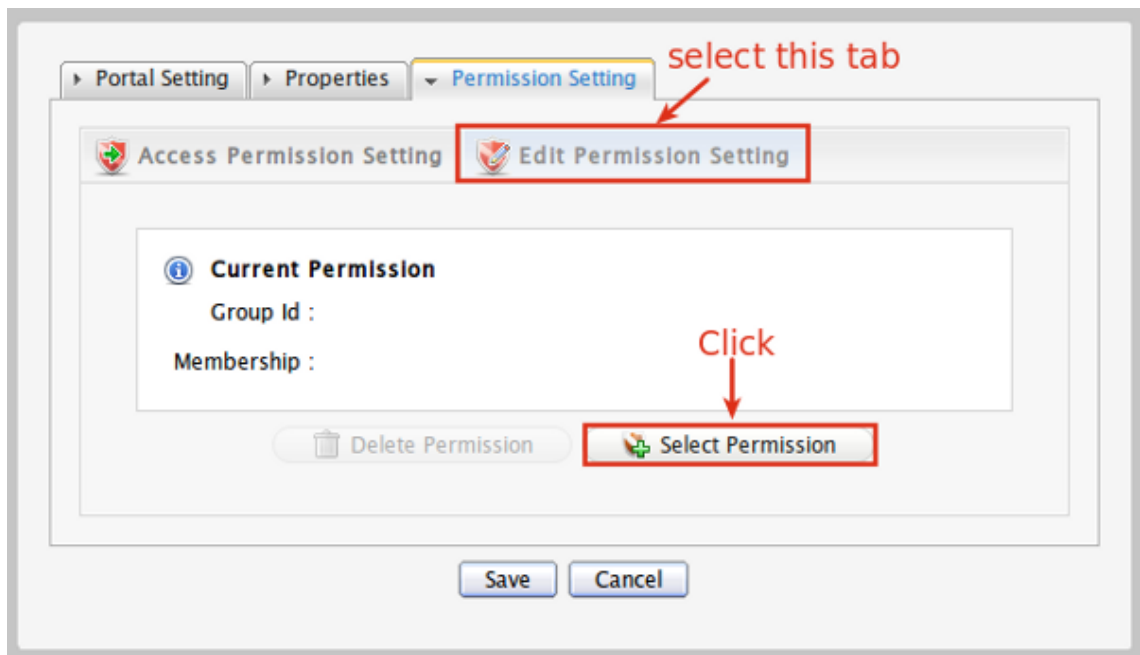 select this tab
Portal Setting Properties Permission Setting
Access Permission Setting Edit Permission Setting
Current Permission
Group Id :
Membership :
Click
Delete Permission Select Permission
Save Cancel